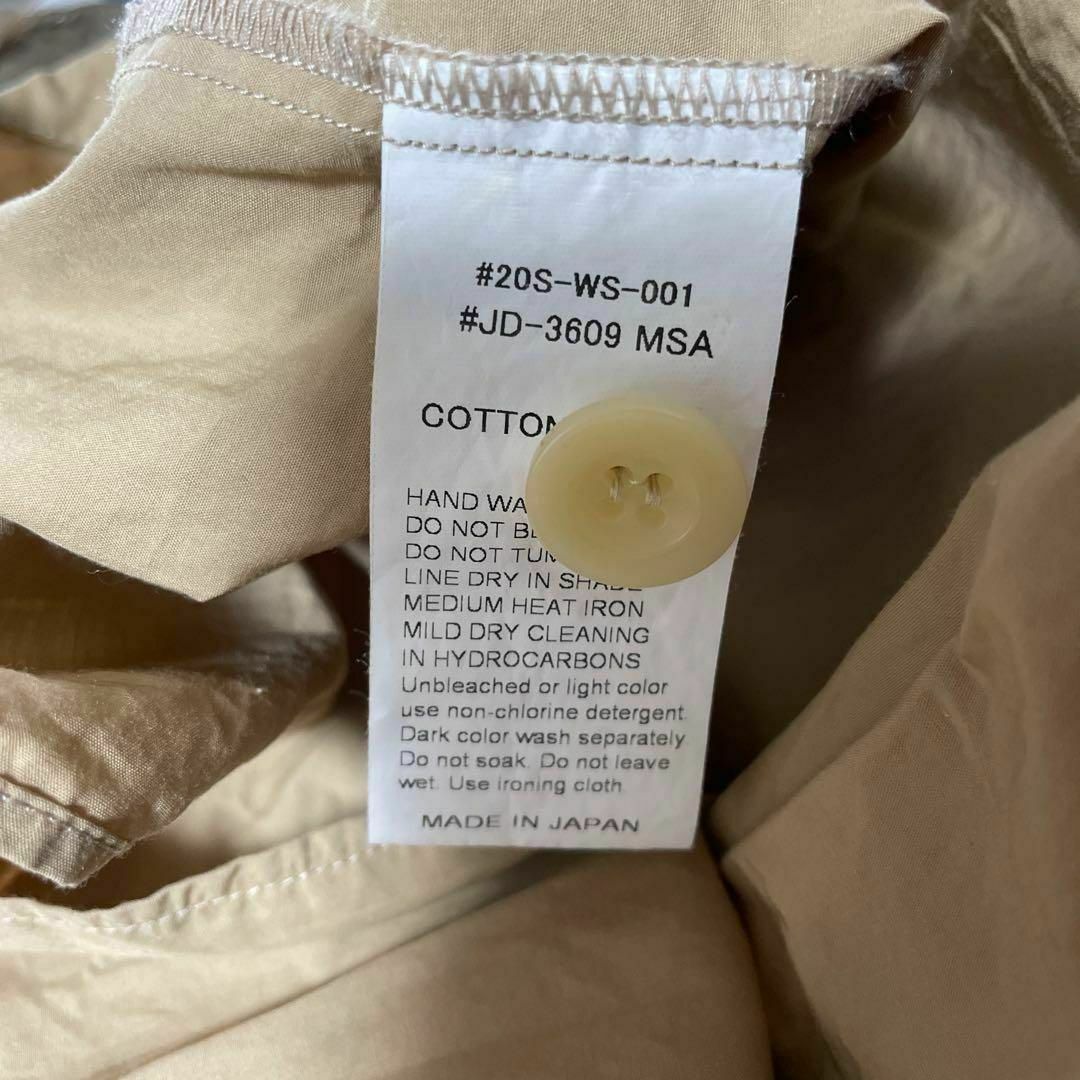 #20S-WS-001
#JD-3609 MSA
COTTON
HAND
DO NOT
DO NOT
LINE DRY IN SHADE
MEDIUM HEAT IRON
MILD DRY CLEANING
IN HYDROCARBONS
Unbleached or light color
use non-chlorine detergent.
Dark color wash separately.
Do not soak. Do not leave
wet. Use ironing cloth.
MADE IN JAPAN